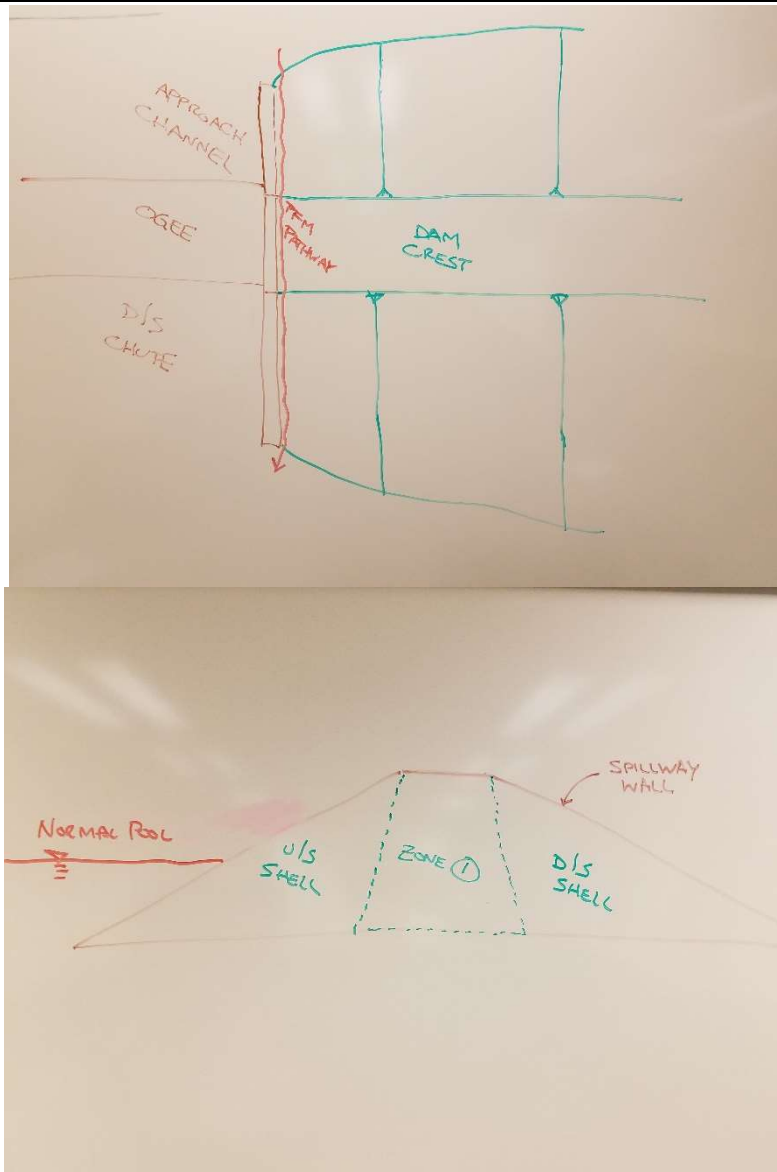 APPROACH
CHANNEL
OGEE
D/S
CHUTE
PFM
PATHWAY
DAM
CREST
NORMAL POOL
U/S
SHELL
ZONE 1
D/S
SHELL
SPILLWAY
WALL